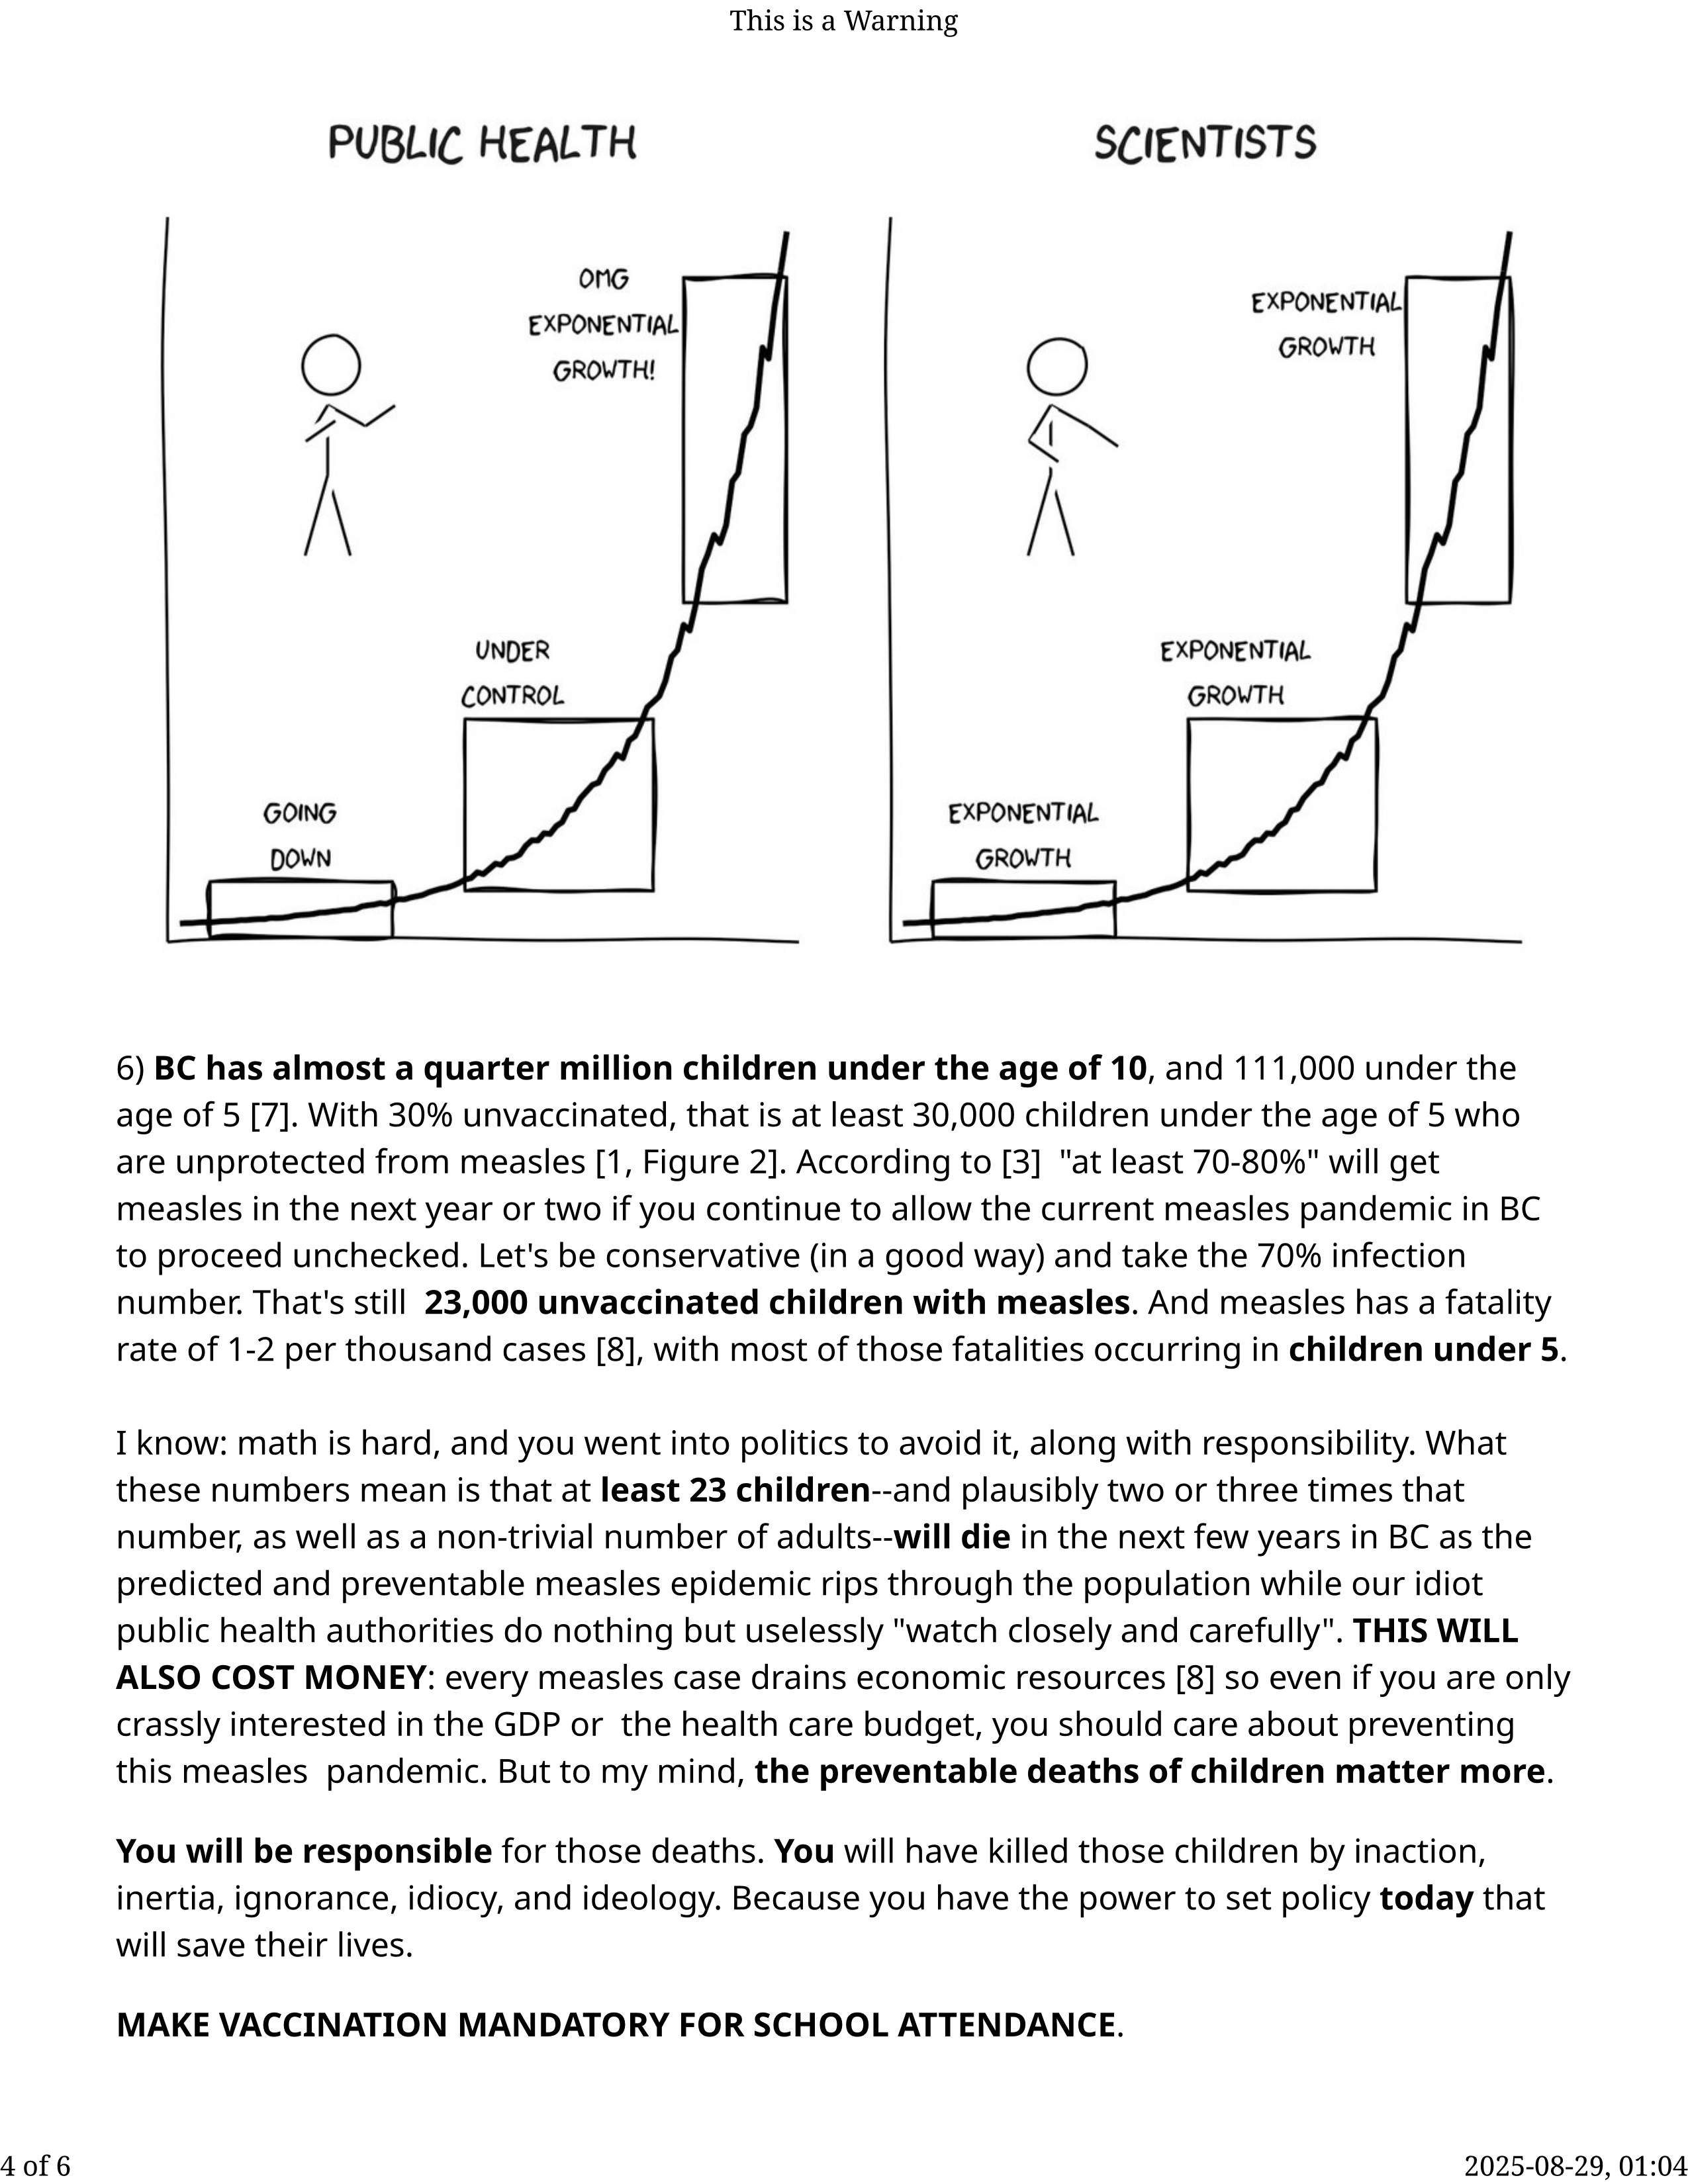 This is a Warning
PUBLIC HEALTH
OMG
EXPONENTIAL
GROWTH!
UNDER
CONTROL
GOING
DOWN
SCIENTISTS
EXPONENTIAL
GROWTH
EXPONENTIAL
GROWTH
EXPONENTIAL
GROWTH
6) BC has almost a quarter million children under the age of 10, and 111,000 under the
age of 5 [7]. With 30% unvaccinated, that is at least 30,000 children under the age of 5 who
are unprotected from measles [1, Figure 2]. According to [3]  "at least 70-80%" will get
measles in the next year or two if you continue to allow the current measles pandemic in BC
to proceed unchecked. Let's be conservative (in a good way) and take the 70% infection
number. That's still  23,000 unvaccinated children with measles. And measles has a fatality
rate of 1-2 per thousand cases [8], with most of those fatalities occurring in children under 5.
I know: math is hard, and you went into politics to avoid it, along with responsibility. What
these numbers mean is that at least 23 children--and plausibly two or three times that
number, as well as a non-trivial number of adults--will die in the next few years in BC as the
predicted and preventable measles epidemic rips through the population while our idiot
public health authorities do nothing but uselessly "watch closely and carefully". THIS WILL
ALSO COST MONEY: every measles case drains economic resources [8] so even if you are only
crassly interested in the GDP or  the health care budget, you should care about preventing
this measles  pandemic. But to my mind, the preventable deaths of children matter more.
You will be responsible for those deaths. You will have killed those children by inaction,
inertia, ignorance, idiocy, and ideology. Because you have the power to set policy today that
will save their lives.
MAKE VACCINATION MANDATORY FOR SCHOOL ATTENDANCE.
4 of 6
2025-08-29, 01:04